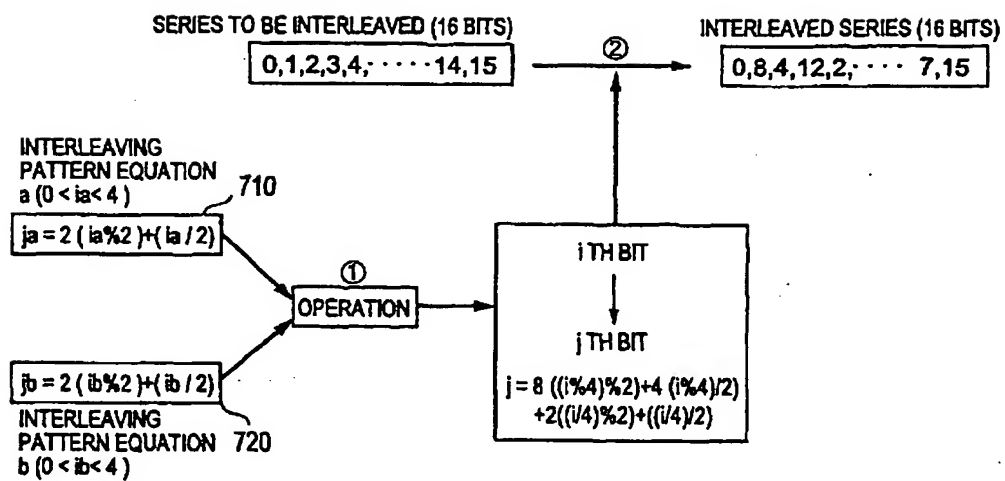 SERIES TO BE INTERLEAVED (16 BITS)
0,1,2,3,4,·····14,15
②
INTERLEAVED SERIES (16 BITS)
0,8,4,12,2,···· 7,15
INTERLEAVING
PATTERN EQUATION
a (0 < ia< 4 )
710
ja = 2 ( ia%2 )+( ia / 2)
①
OPERATION
i TH BIT
j TH BIT
j = 8 ((i%4)%2)+4 (i%4)/2)
+2((i/4)%2)+((i/4)/2)
jb = 2 ( ib%2 )+( ib / 2)
720
INTERLEAVING
PATTERN EQUATION
b (0 < ib< 4 )